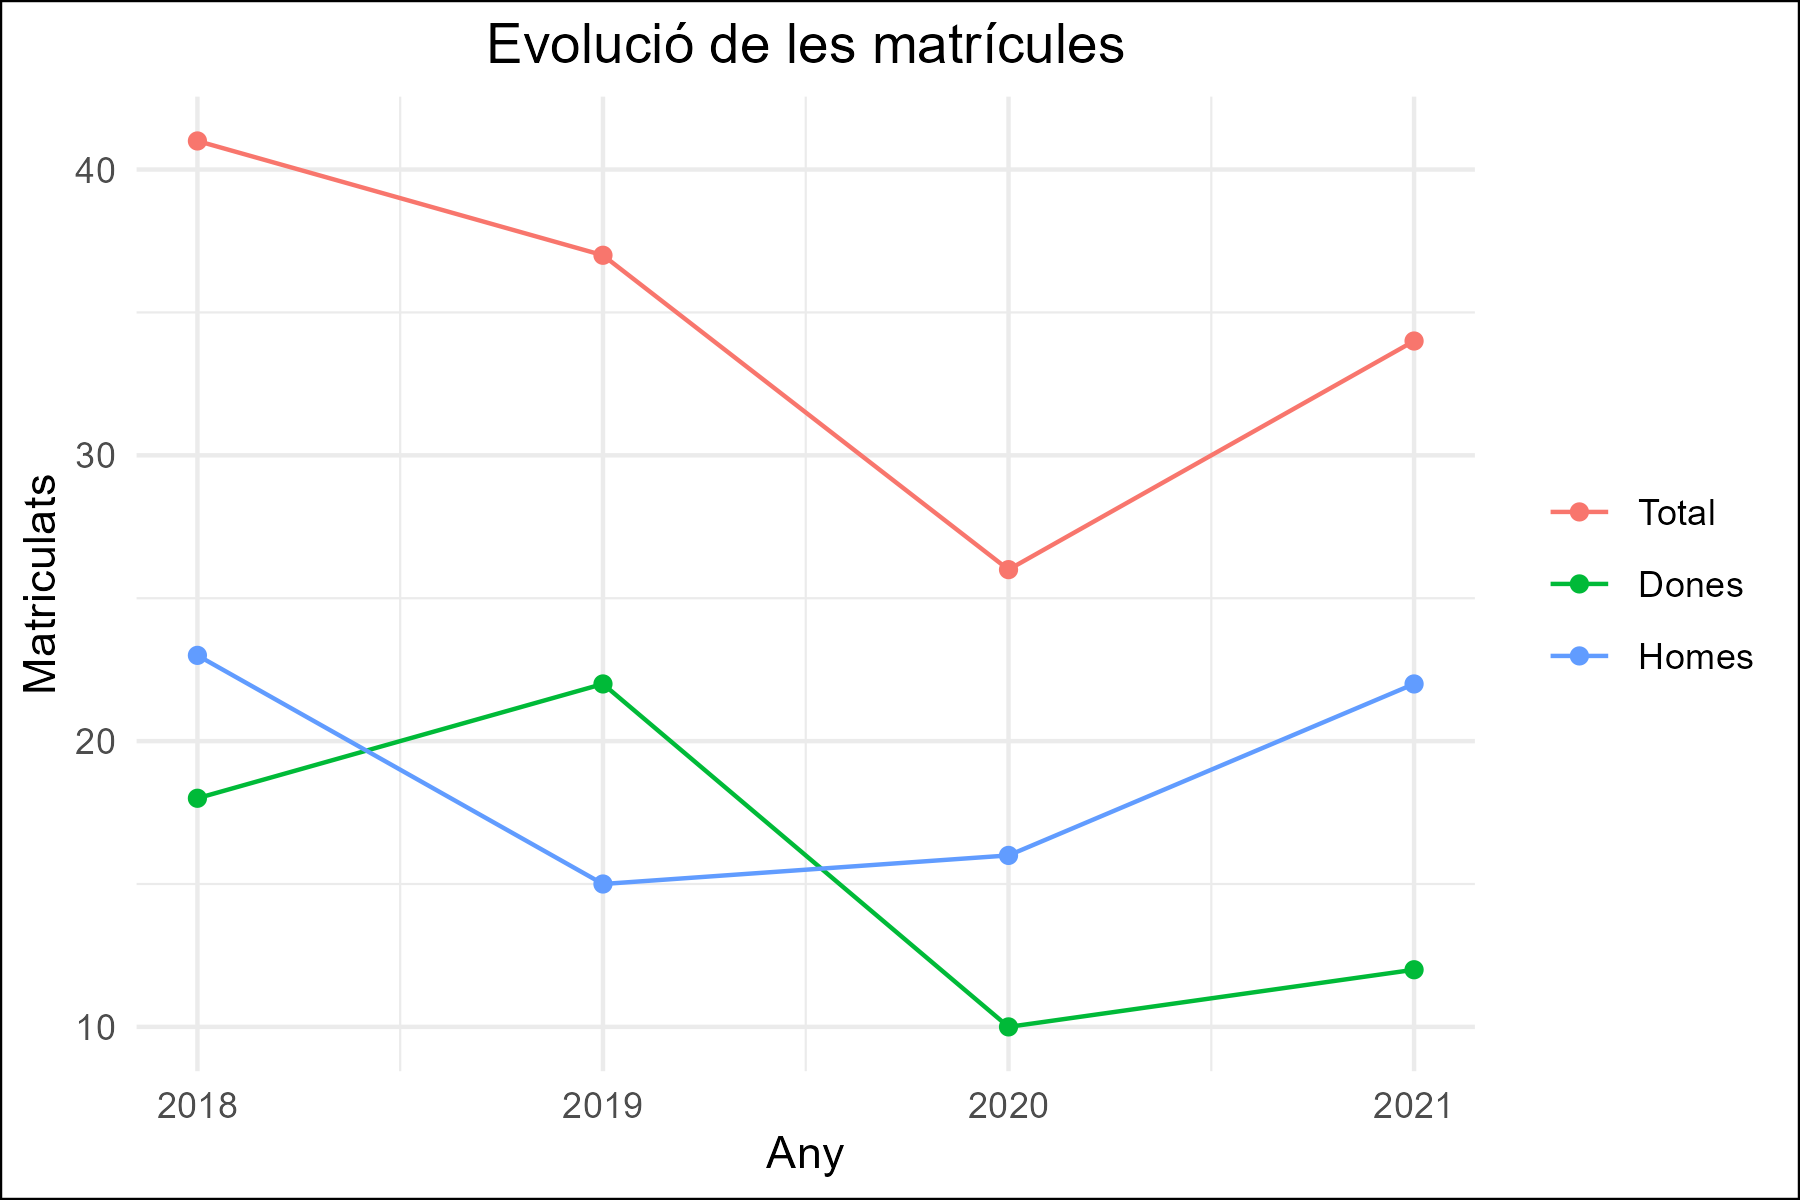 Evolució de les matrícules
40
30
20
10
Matriculats
2018 2019 2020 2021
Any
Total
Dones
Homes